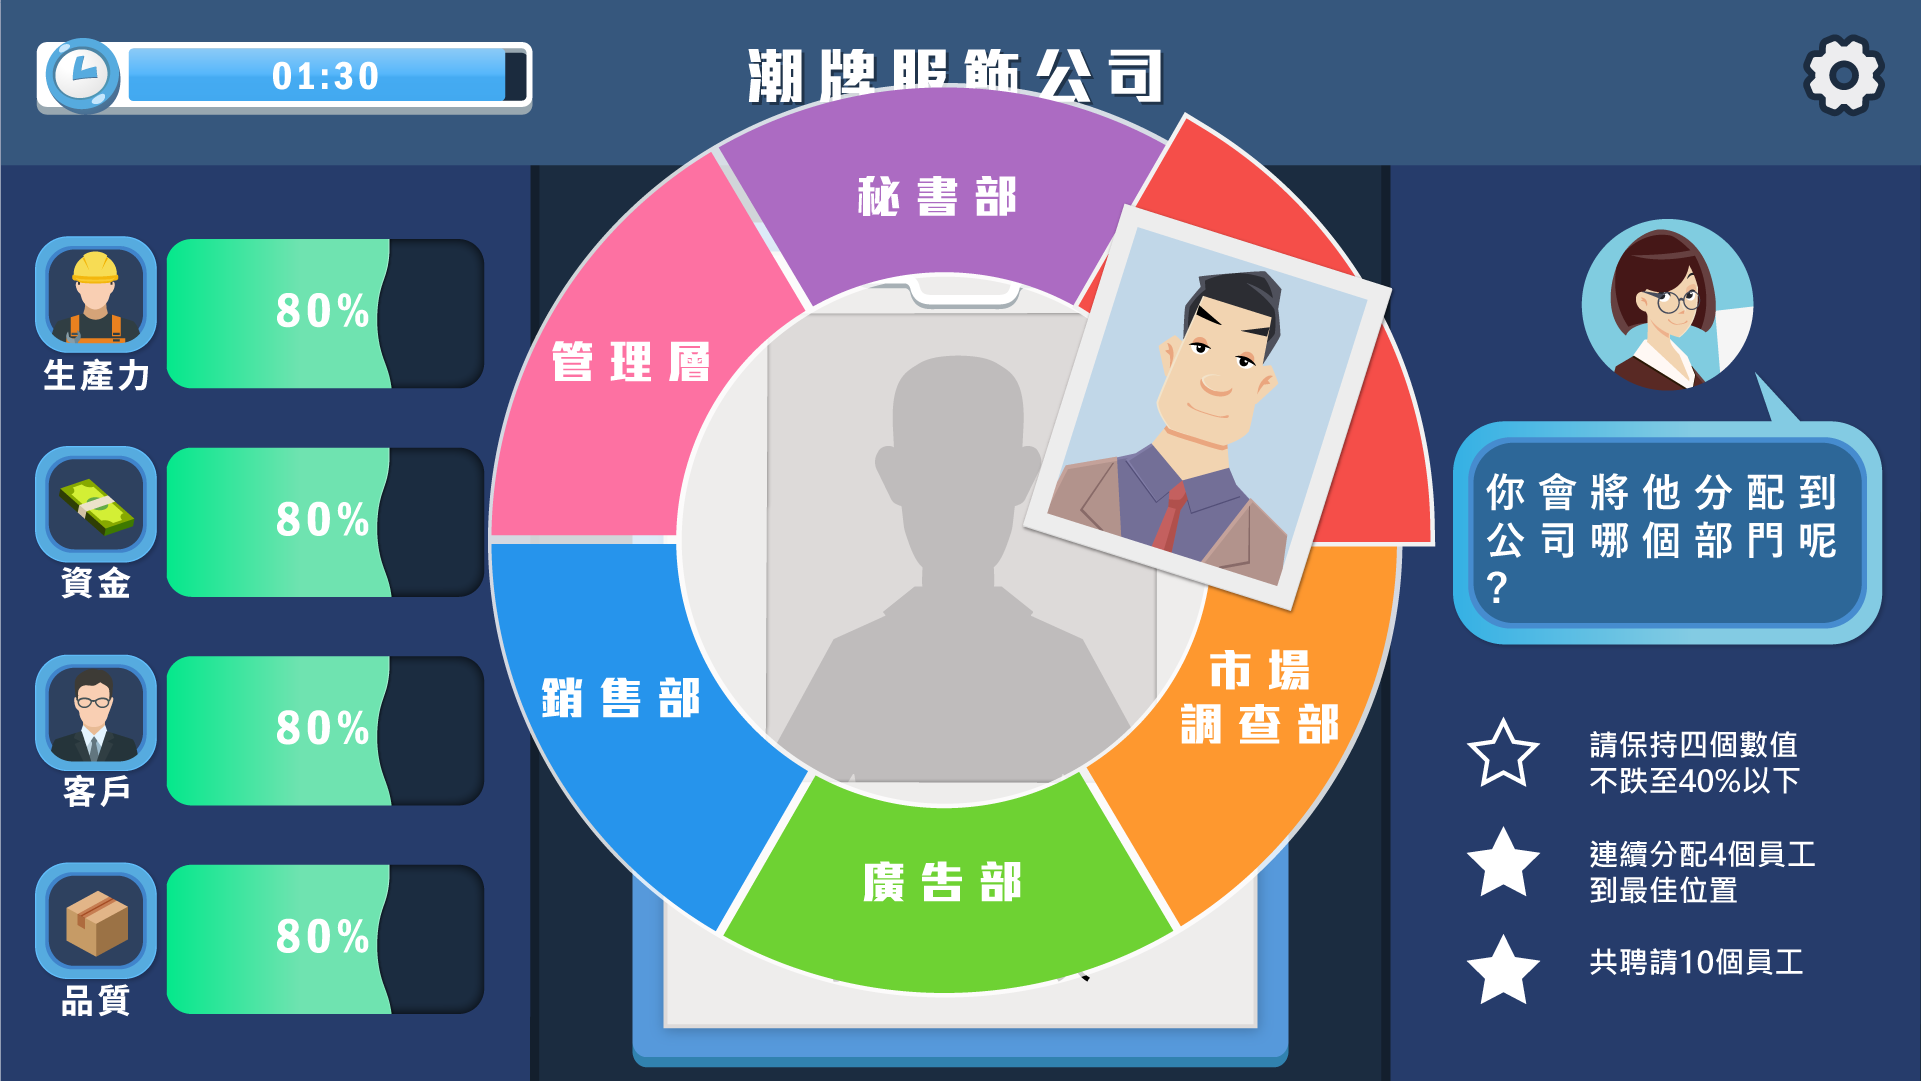 01:30
潮牌服飾公司
秘書部
管理層
銷售部
市場
調查部
廣告部
80%
生產力
80%
資金
80%
客戶
80%
品質
你會將他分配到
公司哪個部門呢
?
請保持四個數值
不跌至40%以下
連續分配4個員工
到最佳位置
共聘請10個員工